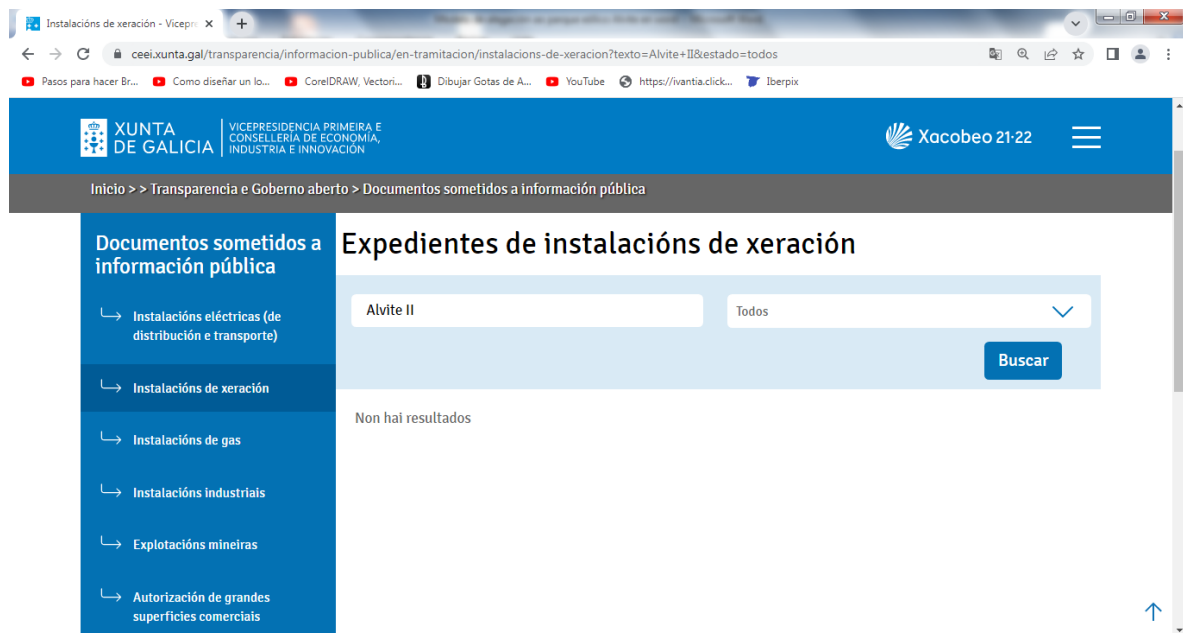 Instalacións de xeración - Vicepr
ceei.xunta.gal/transparencia/informacion-publica/en-tramitacion/instalacions-de-xeracion?texto=Alvite+II&estado=todos
Pasos para hacer Br... Como diseñar un lo... CorelDRAW, Vectori... Dibujar Gotas de A... YouTube https://ivantia.click... Iberpix
XUNTA
DE GALICIA
VICEPRESIDENCIA PRIMEIRA E
CONSELLERÍA DE ECONOMÍA,
INDUSTRIA E INNOVACIÓN
Xacobeo 21·22
Inicio > > Transparencia e Goberno aberto > Documentos sometidos a información pública
Documentos sometidos a
información pública
Instalacións eléctricas (de
distribución e transporte)
Instalacións de xeración
Instalacións de gas
Instalacións industriais
Explotacións mineiras
Autorización de grandes
superficies comerciais
Expedientes de instalacións de xeración
Alvite II
Todos
Buscar
Non hai resultados